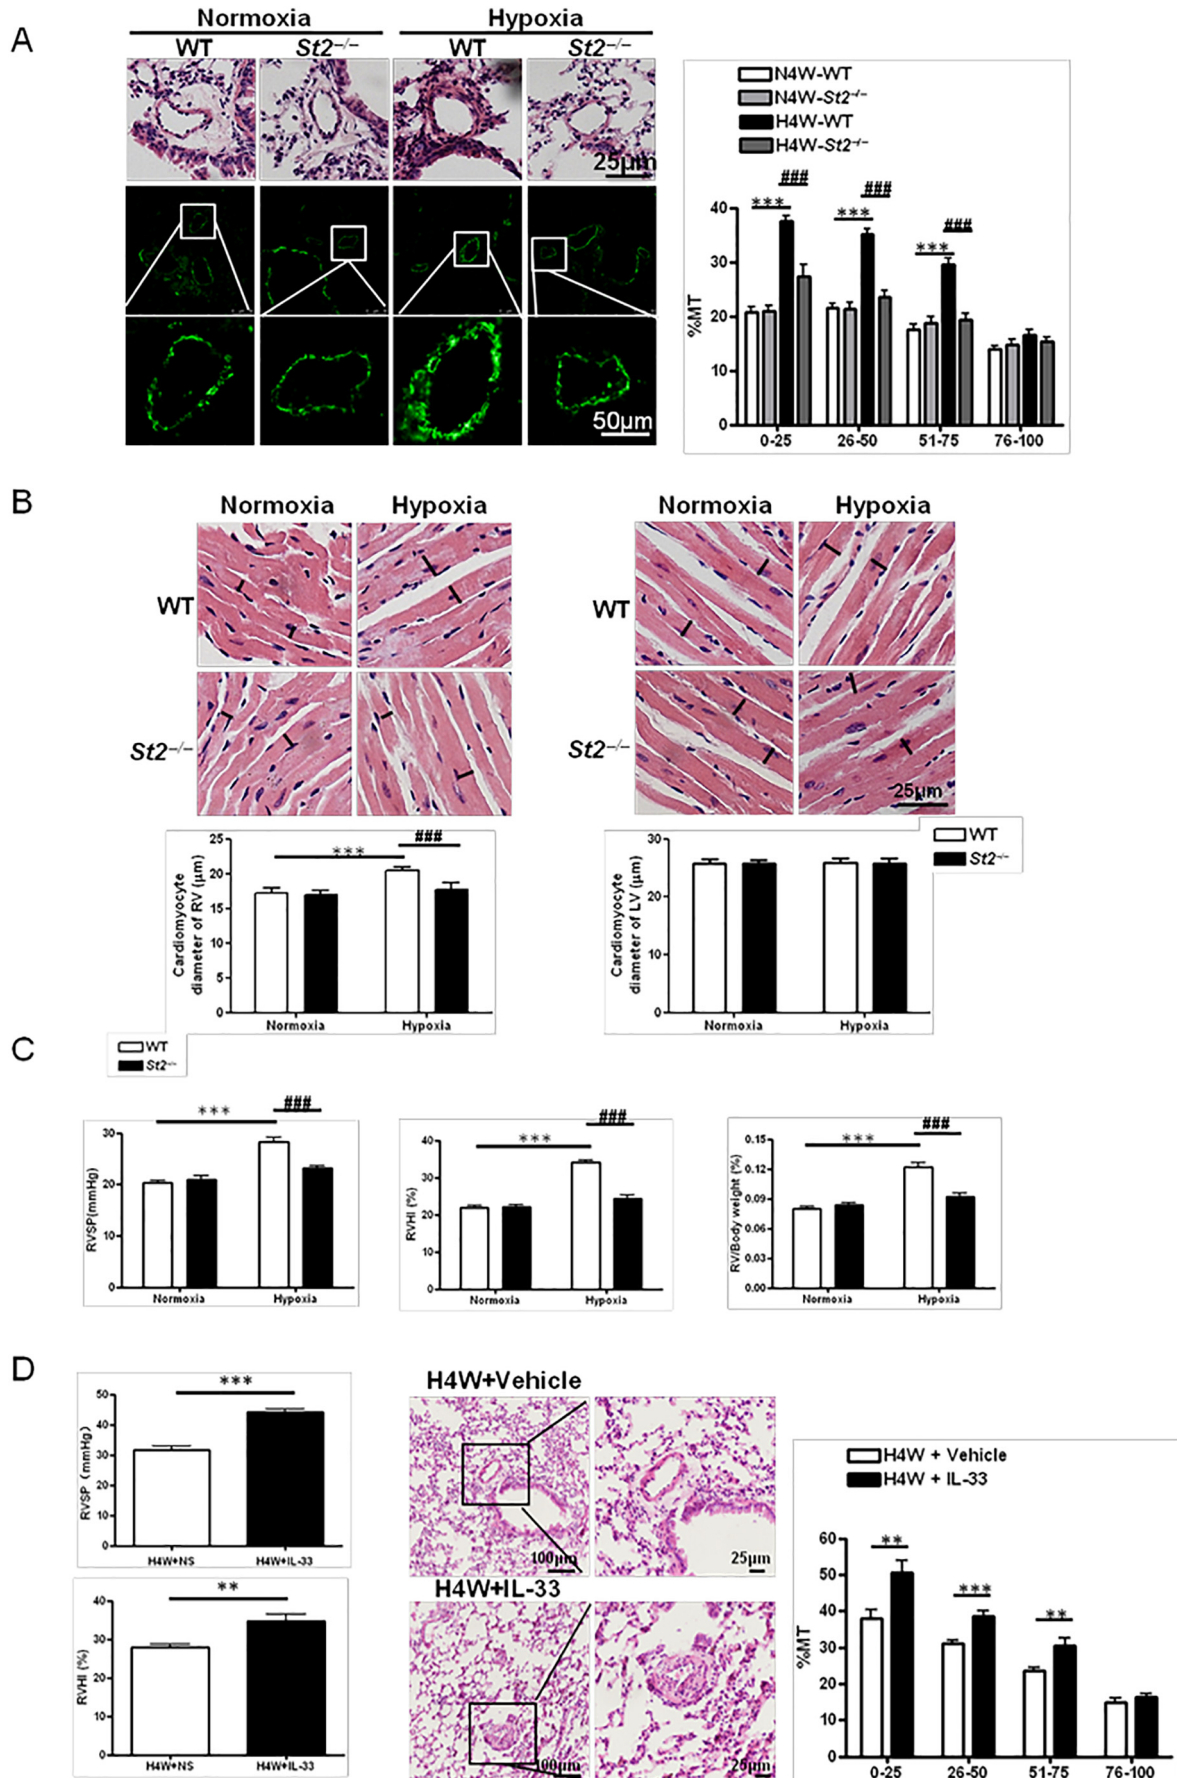 A
Normoxia Hypoxia
WT St2−/− WT St2−/−
25μm
50μm
N4W-WT
N4W-St2−/−
H4W-WT
H4W-St2−/−
%MT
40
30
20
10
0
*** ###
*** ###
*** ###
0-25 26-50 51-75 76-100
B
Normoxia Hypoxia
WT
St2−/−
Normoxia Hypoxia
WT
St2−/−
25μm
Cardiomyocyte
diameter of RV (μm)
25
20
15
10
5
0
*** ###
Normoxia Hypoxia
Cardiomyocyte
diameter of LV (μm)
30
20
10
0
Normoxia Hypoxia
WT
St2−/−
C
WT
St2−/−
RVSP(mmHg)
30
20
10
0
*** ###
Normoxia Hypoxia
RVHI (%)
40
30
20
10
0
*** ###
Normoxia Hypoxia
RV/Body weight (%)
0.15
0.12
0.09
0.06
0.03
0.00
*** ###
Normoxia Hypoxia
D
RVSP (mmHg)
50
40
30
20
10
0
***
H4W+NS H4W+IL-33
RVHI (%)
40
30
20
10
0
**
H4W+NS H4W+IL-33
H4W+Vehicle
100μm 25μm
H4W+IL-33
100μm 25μm
H4W + Vehicle
H4W + IL-33
%MT
60
50
40
30
20
10
0
** *** **
0-25 26-50 51-75 76-100